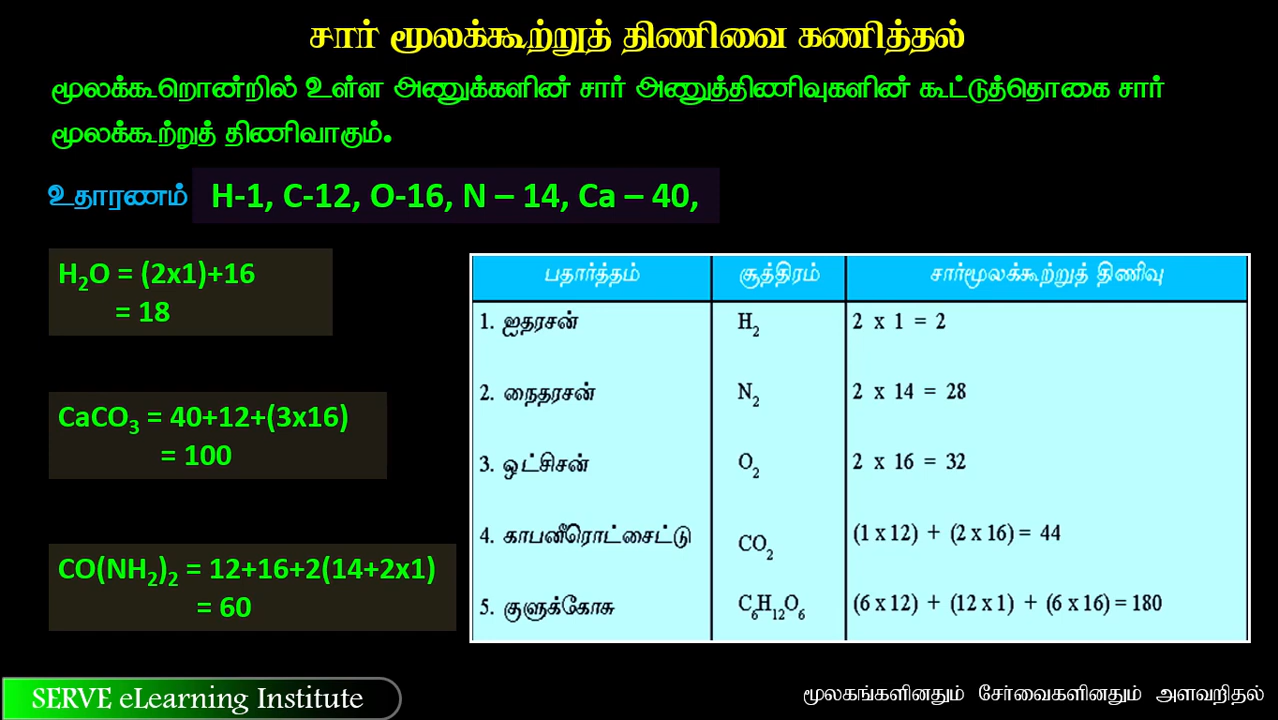 சார் மூலக்கூற்றுத் திணிவை கணித்தல்
மூலக்கூறொன்றில் உள்ள அணுக்களின் சார் அணுத்திணிவுகளின் கூட்டுத்தொகை சார்
மூலக்கூற்றுத் திணிவாகும்.
உதாரணம் H-1, C-12, O-16, N – 14, Ca – 40,
H₂O = (2x1)+16
= 18
CaCO₃ = 40+12+(3x16)
= 100
CO(NH₂)₂ = 12+16+2(14+2x1)
= 60
பதார்த்தம் சூத்திரம் சார்மூலக்கூற்றுத் திணிவு
1. ஐதரசன் H₂ 2 x 1 = 2
2. நைதரசன் N₂ 2 x 14 = 28
3. ஒட்சிசன் O₂ 2 x 16 = 32
4. காபனீரொட்சைட்டு CO₂ (1 x 12) + (2 x 16) = 44
5. குளுக்கோசு C₆H₁₂O₆ (6 x 12) + (12 x 1) + (6 x 16) = 180
SERVE eLearning Institute
மூலகங்களினதும் சேர்வைகளினதும் அளவறிதல்